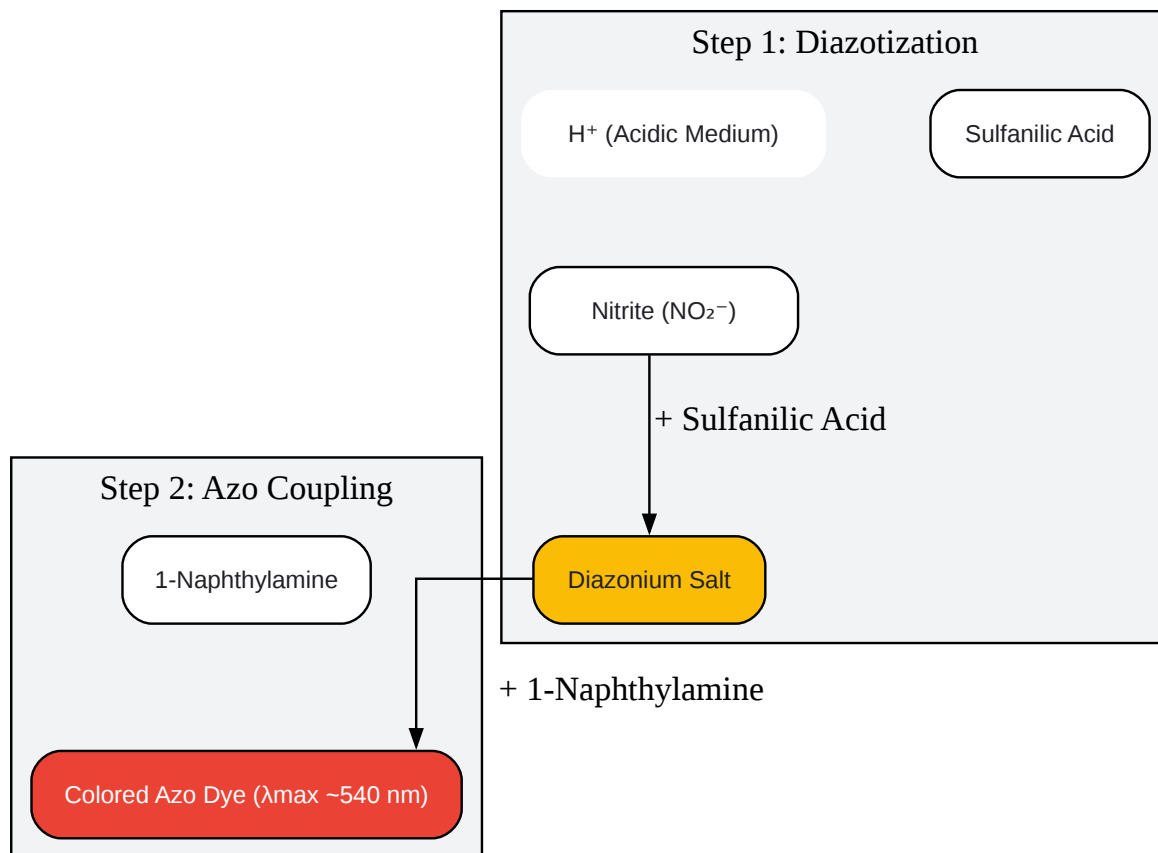 Step 1: Diazotization
H⁺ (Acidic Medium)
Sulfanilic Acid
Nitrite (NO₂⁻)
+ Sulfanilic Acid
Diazonium Salt
Step 2: Azo Coupling
1-Naphthylamine
+ 1-Naphthylamine
Colored Azo Dye (λmax ~540 nm)